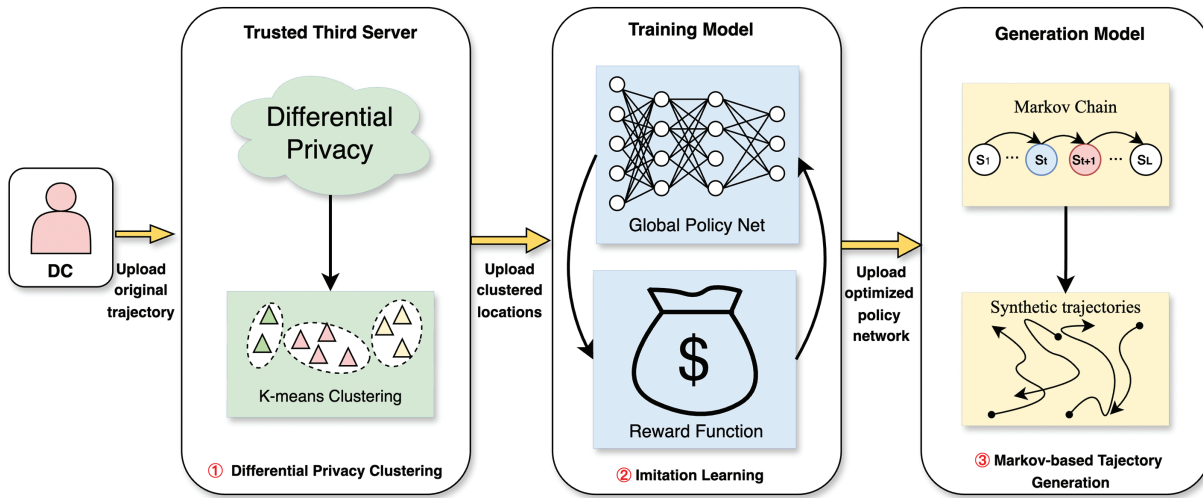 DC
Upload
original
trajectory
Trusted Third Server
Differential
Privacy
K-means Clustering
① Differential Privacy Clustering
Upload
clustered
locations
Training Model
Global Policy Net
$
Reward Function
② Imitation Learning
Upload
optimized
policy
network
Generation Model
Markov Chain
S1 ... St St+1 ... SL
Synthetic trajectories
③ Markov-based Tajectory
Generation